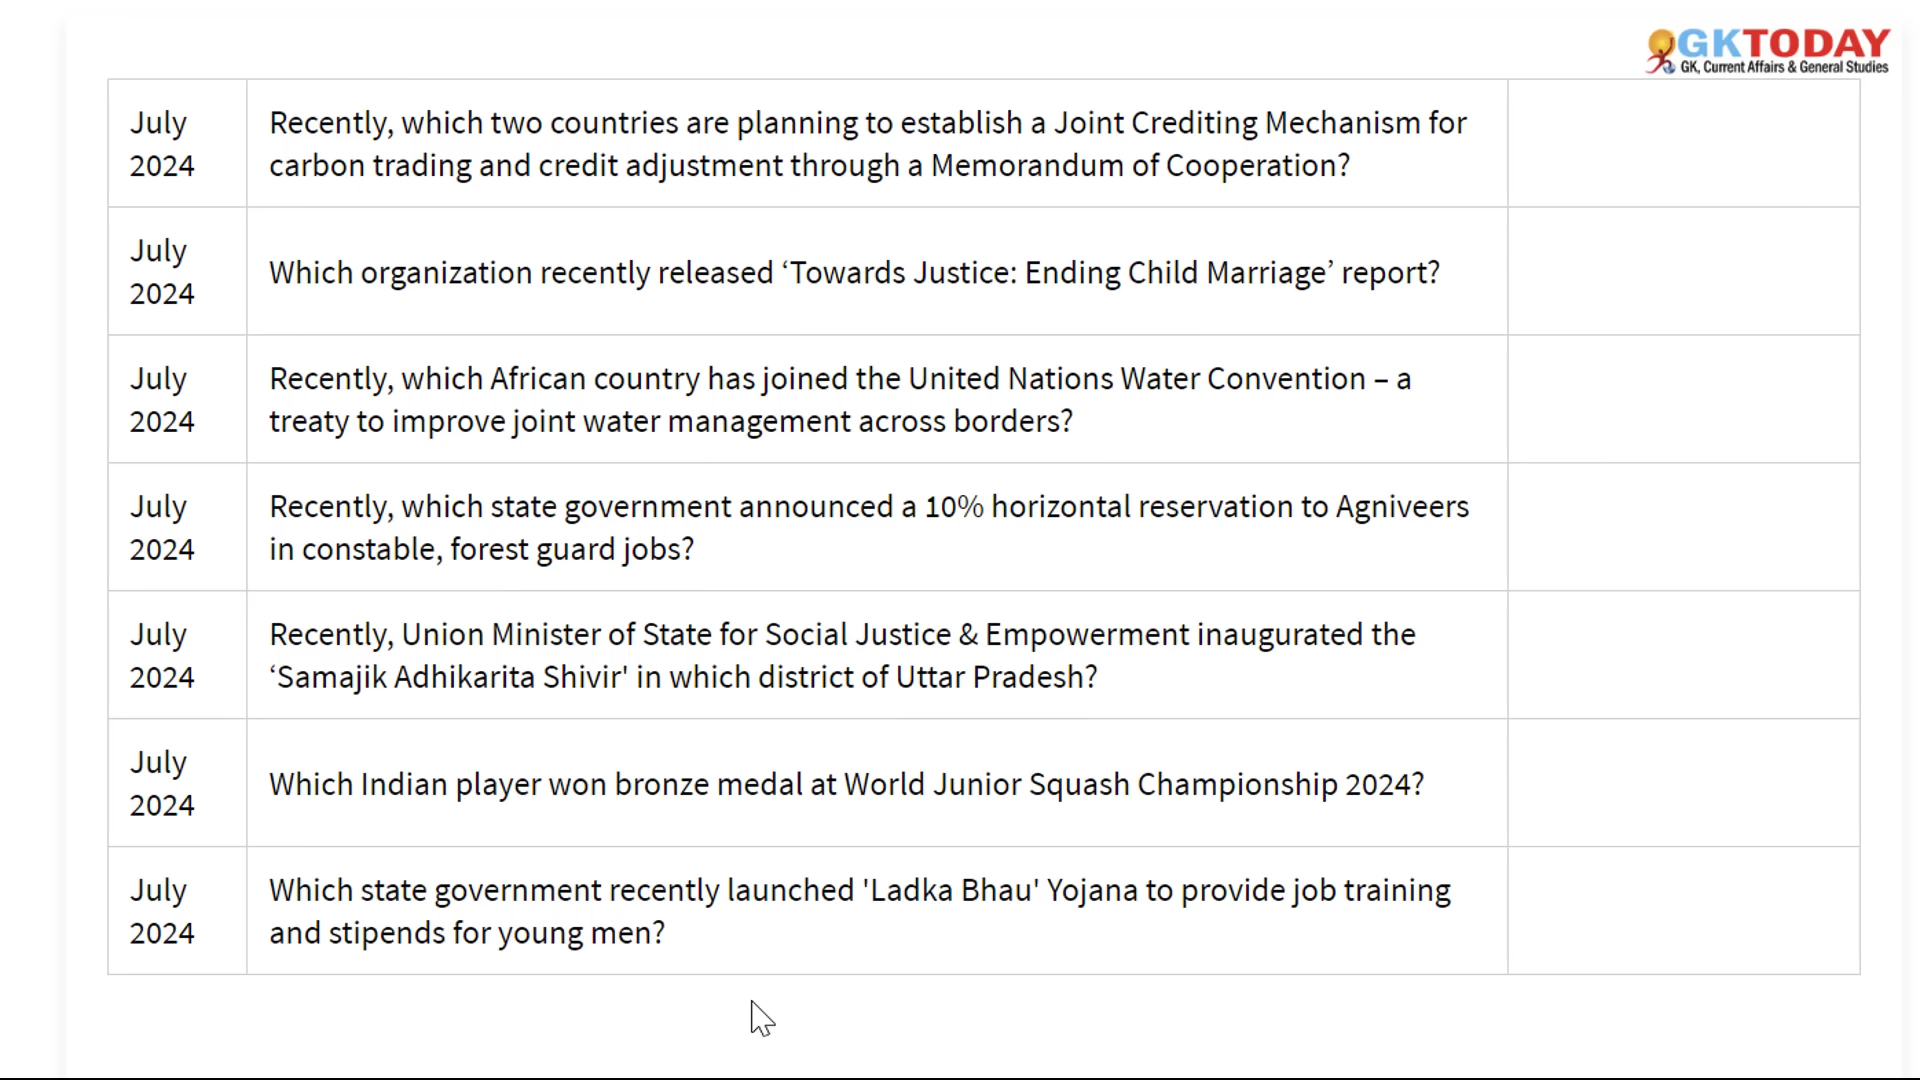 GKTODAY
GK, Current Affairs & General Studies
July
2024
Recently, which two countries are planning to establish a Joint Crediting Mechanism for
carbon trading and credit adjustment through a Memorandum of Cooperation?
July
2024
Which organization recently released ‘Towards Justice: Ending Child Marriage’ report?
July
2024
Recently, which African country has joined the United Nations Water Convention – a
treaty to improve joint water management across borders?
July
2024
Recently, which state government announced a 10% horizontal reservation to Agniveers
in constable, forest guard jobs?
July
2024
Recently, Union Minister of State for Social Justice & Empowerment inaugurated the
‘Samajik Adhikarita Shivir' in which district of Uttar Pradesh?
July
2024
Which Indian player won bronze medal at World Junior Squash Championship 2024?
July
2024
Which state government recently launched 'Ladka Bhau' Yojana to provide job training
and stipends for young men?